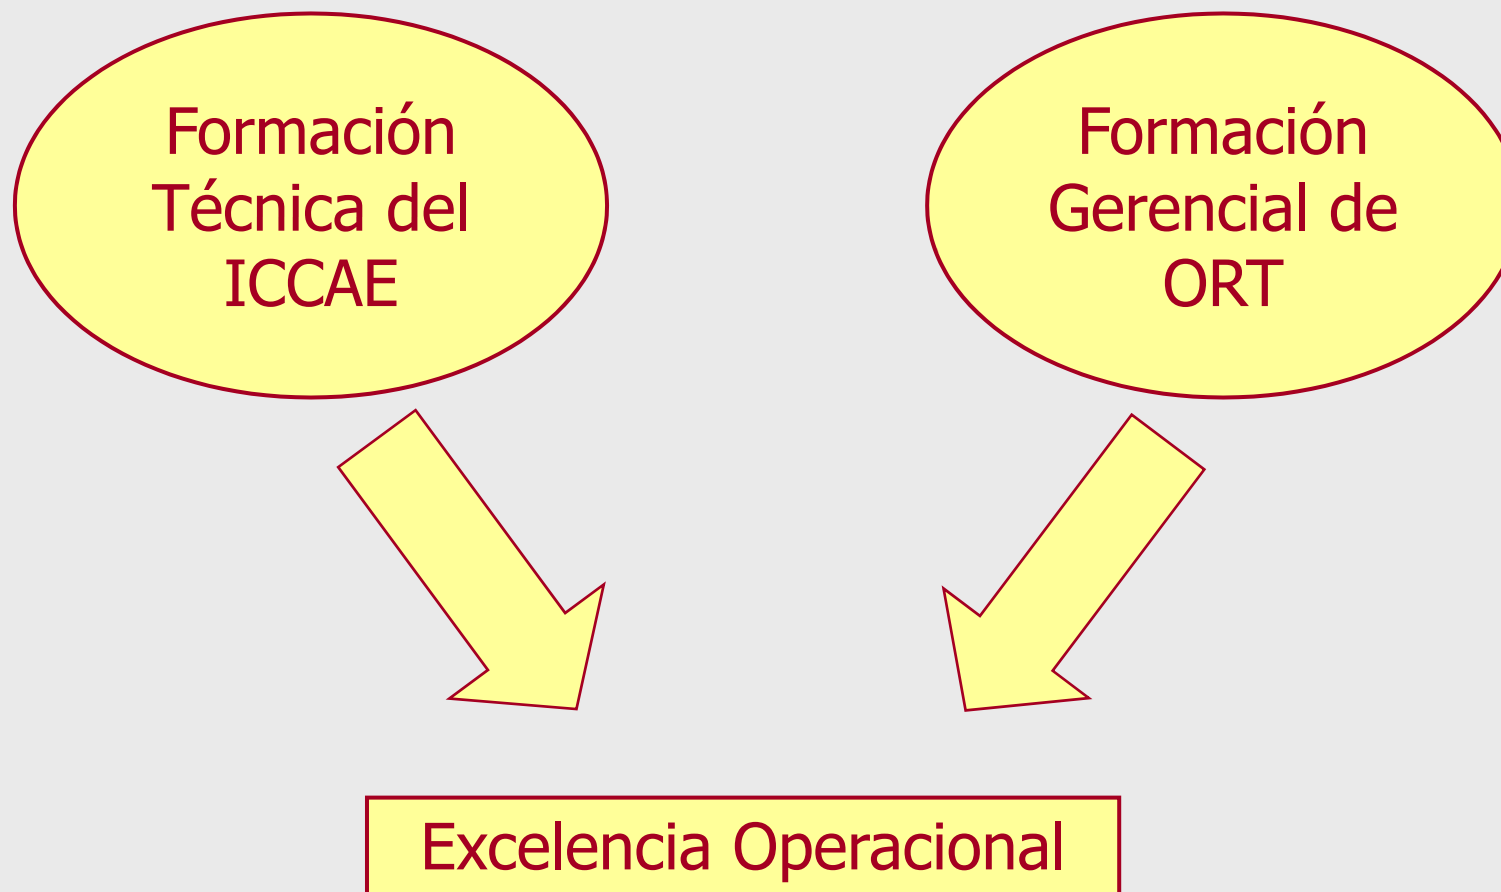 Formación
Técnica del
ICCAE
Formación
Gerencial de
ORT
Excelencia Operacional